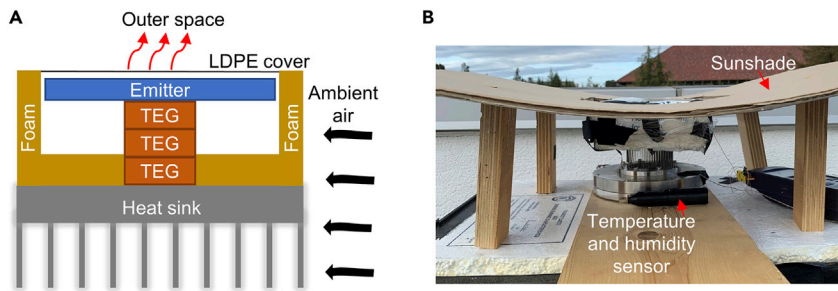 A
Outer space
LDPE cover
Emitter
Ambient
air
TEG
TEG
TEG
Foam
Foam
Heat sink
B
Sunshade
Temperature
and humidity
sensor